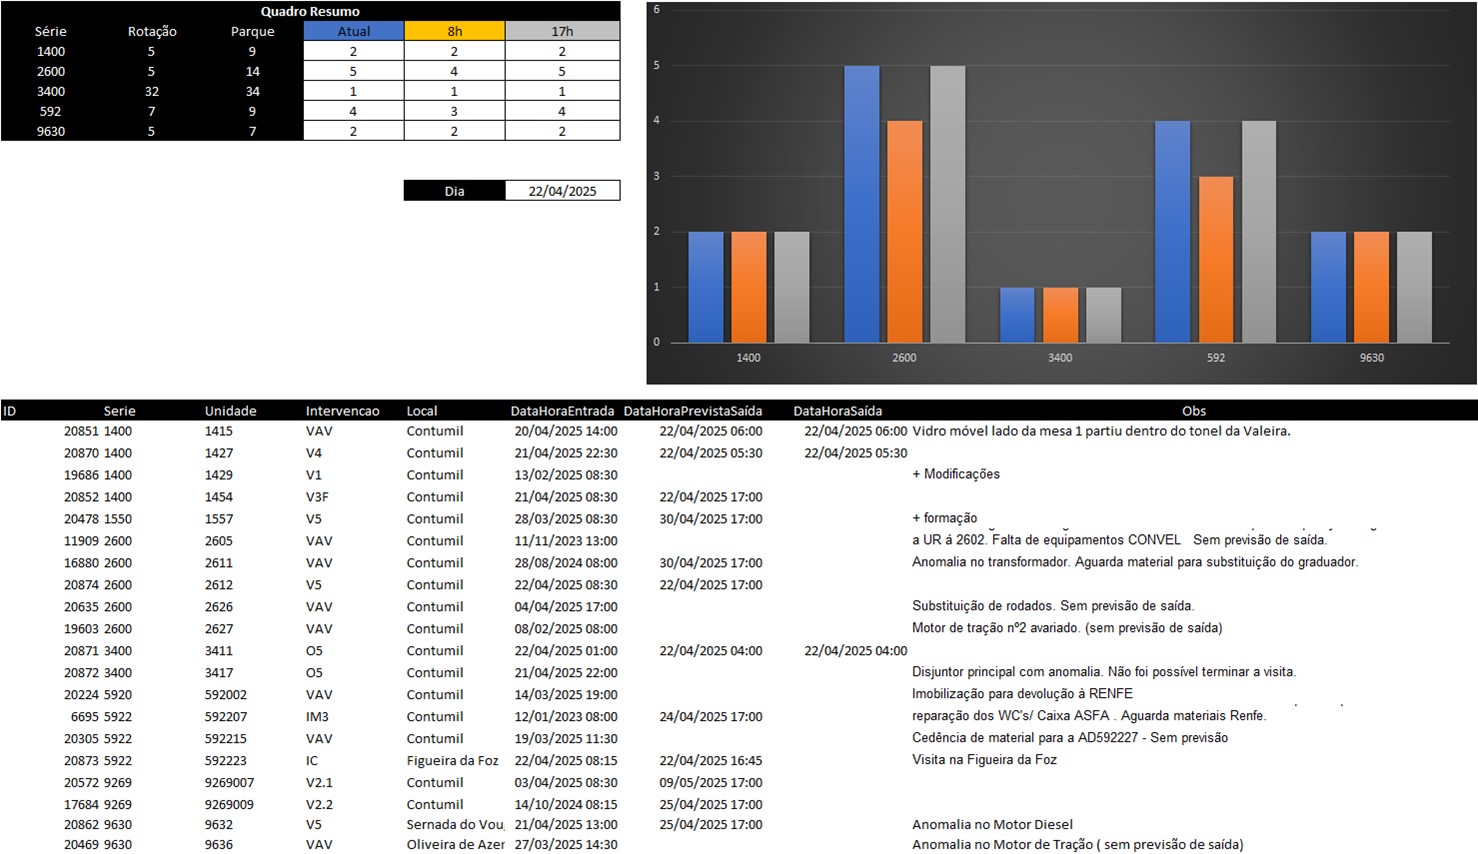 Quadro Resumo
Série Rotação Parque Atual 8h 17h
1400 5 9 2 2 2
2600 5 14 5 4 5
3400 32 34 1 1 1
592 7 9 4 3 4
9630 5 7 2 2 2
Dia 22/04/2025
6
5
4
3
2
1
0
1400 2600 3400 592 9630
ID Serie Unidade Intervencao Local DataHoraEntrada DataHoraPrevistaSaída DataHoraSaída Obs
20851 1400 1415 VAV Contumil 20/04/2025 14:00 22/04/2025 06:00 22/04/2025 06:00 Vidro móvel lado da mesa 1 partiu dentro do tonel da Valeira.
20870 1400 1427 V4 Contumil 21/04/2025 22:30 22/04/2025 05:30 22/04/2025 05:30
19686 1400 1429 V1 Contumil 13/02/2025 08:30 + Modificações
20852 1400 1454 V3F Contumil 21/04/2025 08:30 22/04/2025 17:00
20478 1550 1557 V5 Contumil 28/03/2025 08:30 30/04/2025 17:00 + formação
11909 2600 2605 VAV Contumil 11/11/2023 13:00 a UR á 2602. Falta de equipamentos CONVEL Sem previsão de saída.
16880 2600 2611 VAV Contumil 28/08/2024 08:00 30/04/2025 17:00 Anomalia no transformador. Aguarda material para substituição do graduador.
20874 2600 2612 V5 Contumil 22/04/2025 08:30 22/04/2025 17:00
20635 2600 2626 VAV Contumil 04/04/2025 17:00 Substituição de rodados. Sem previsão de saída.
19603 2600 2627 VAV Contumil 08/02/2025 08:00 Motor de tração nº2 avariado. (sem previsão de saída)
20871 3400 3411 O5 Contumil 22/04/2025 01:00 22/04/2025 04:00 22/04/2025 04:00
20872 3400 3417 O5 Contumil 21/04/2025 22:00 Disjuntor principal com anomalia. Não foi possível terminar a visita.
20224 5920 592002 VAV Contumil 14/03/2025 19:00 Imobilização para devolução à RENFE
6695 5922 592207 IM3 Contumil 12/01/2023 08:00 24/04/2025 17:00 reparação dos WC's/ Caixa ASFA . Aguarda materiais Renfe.
20305 5922 592215 VAV Contumil 19/03/2025 11:30 Cedência de material para a AD592227 - Sem previsão
20873 5922 592223 IC Figueira da Foz 22/04/2025 08:15 22/04/2025 16:45 Visita na Figueira da Foz
20572 9269 9269007 V2.1 Contumil 03/04/2025 08:30 09/05/2025 17:00
17684 9269 9269009 V2.2 Contumil 14/10/2024 08:15 25/04/2025 17:00
20862 9630 9632 V5 Sernada do Vou 21/04/2025 13:00 25/04/2025 17:00 Anomalia no Motor Diesel
20469 9630 9636 VAV Oliveira de Azer 27/03/2025 14:30 Anomalia no Motor de Tração ( sem previsão de saída)